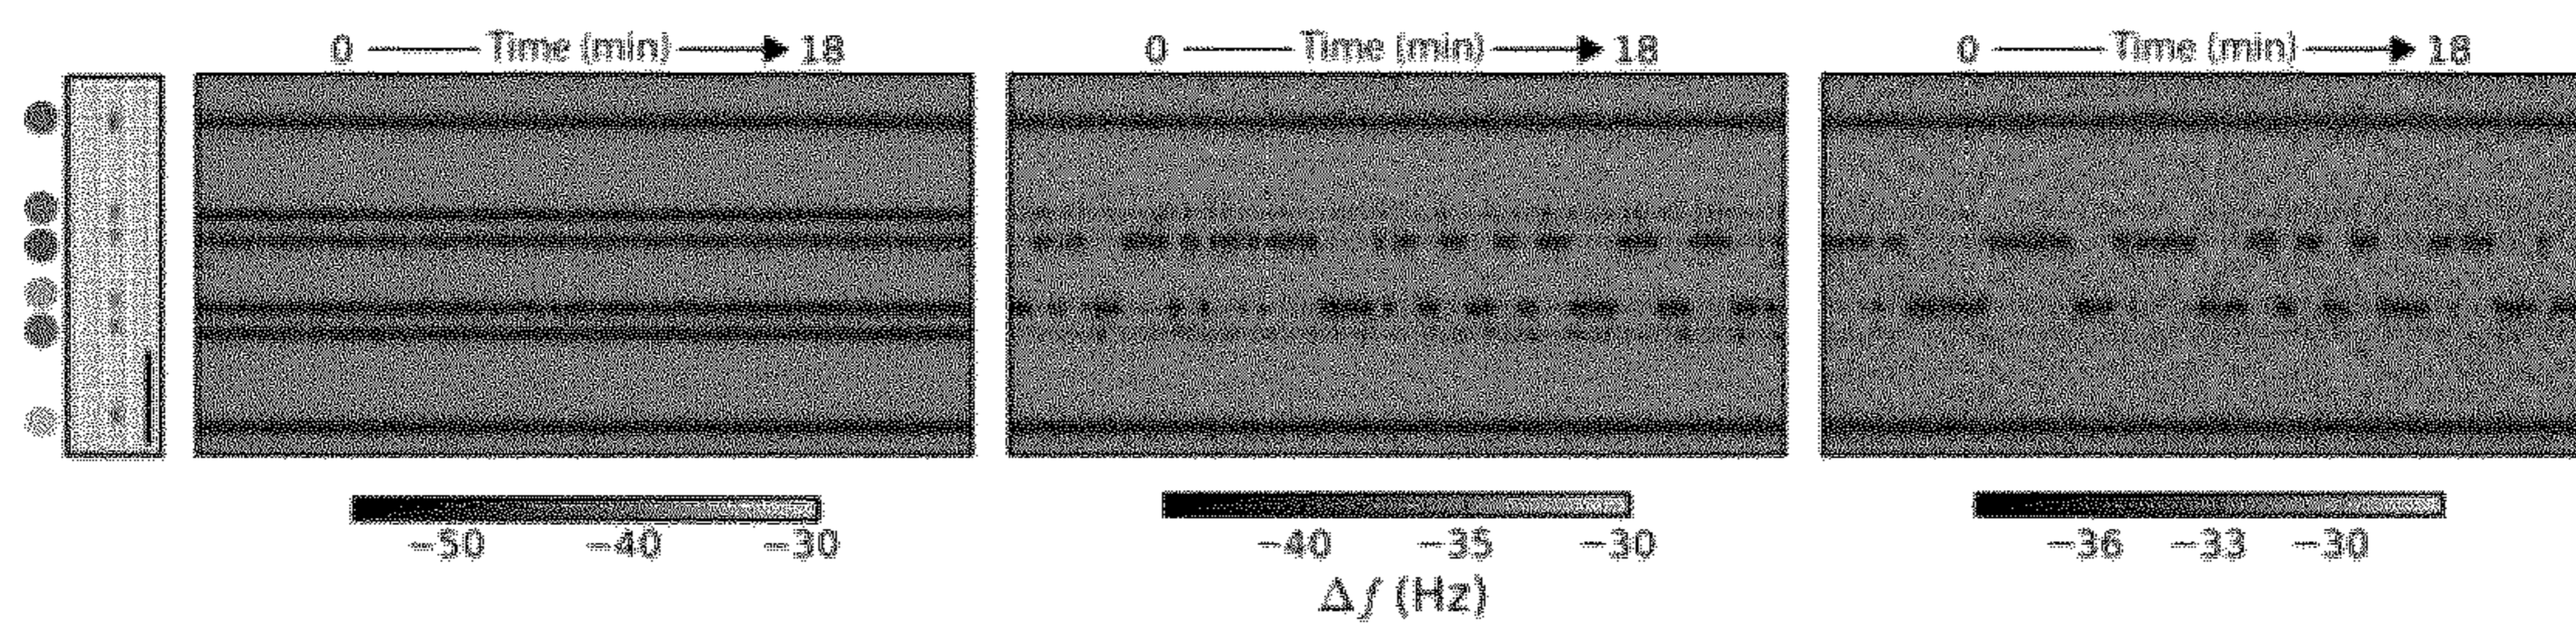 0 Time (min) 18 0 Time (min) 18 0 Time (min) 18
−50 −40 −30 −40 −35 −30 −36 −33 −30
Δf (Hz)